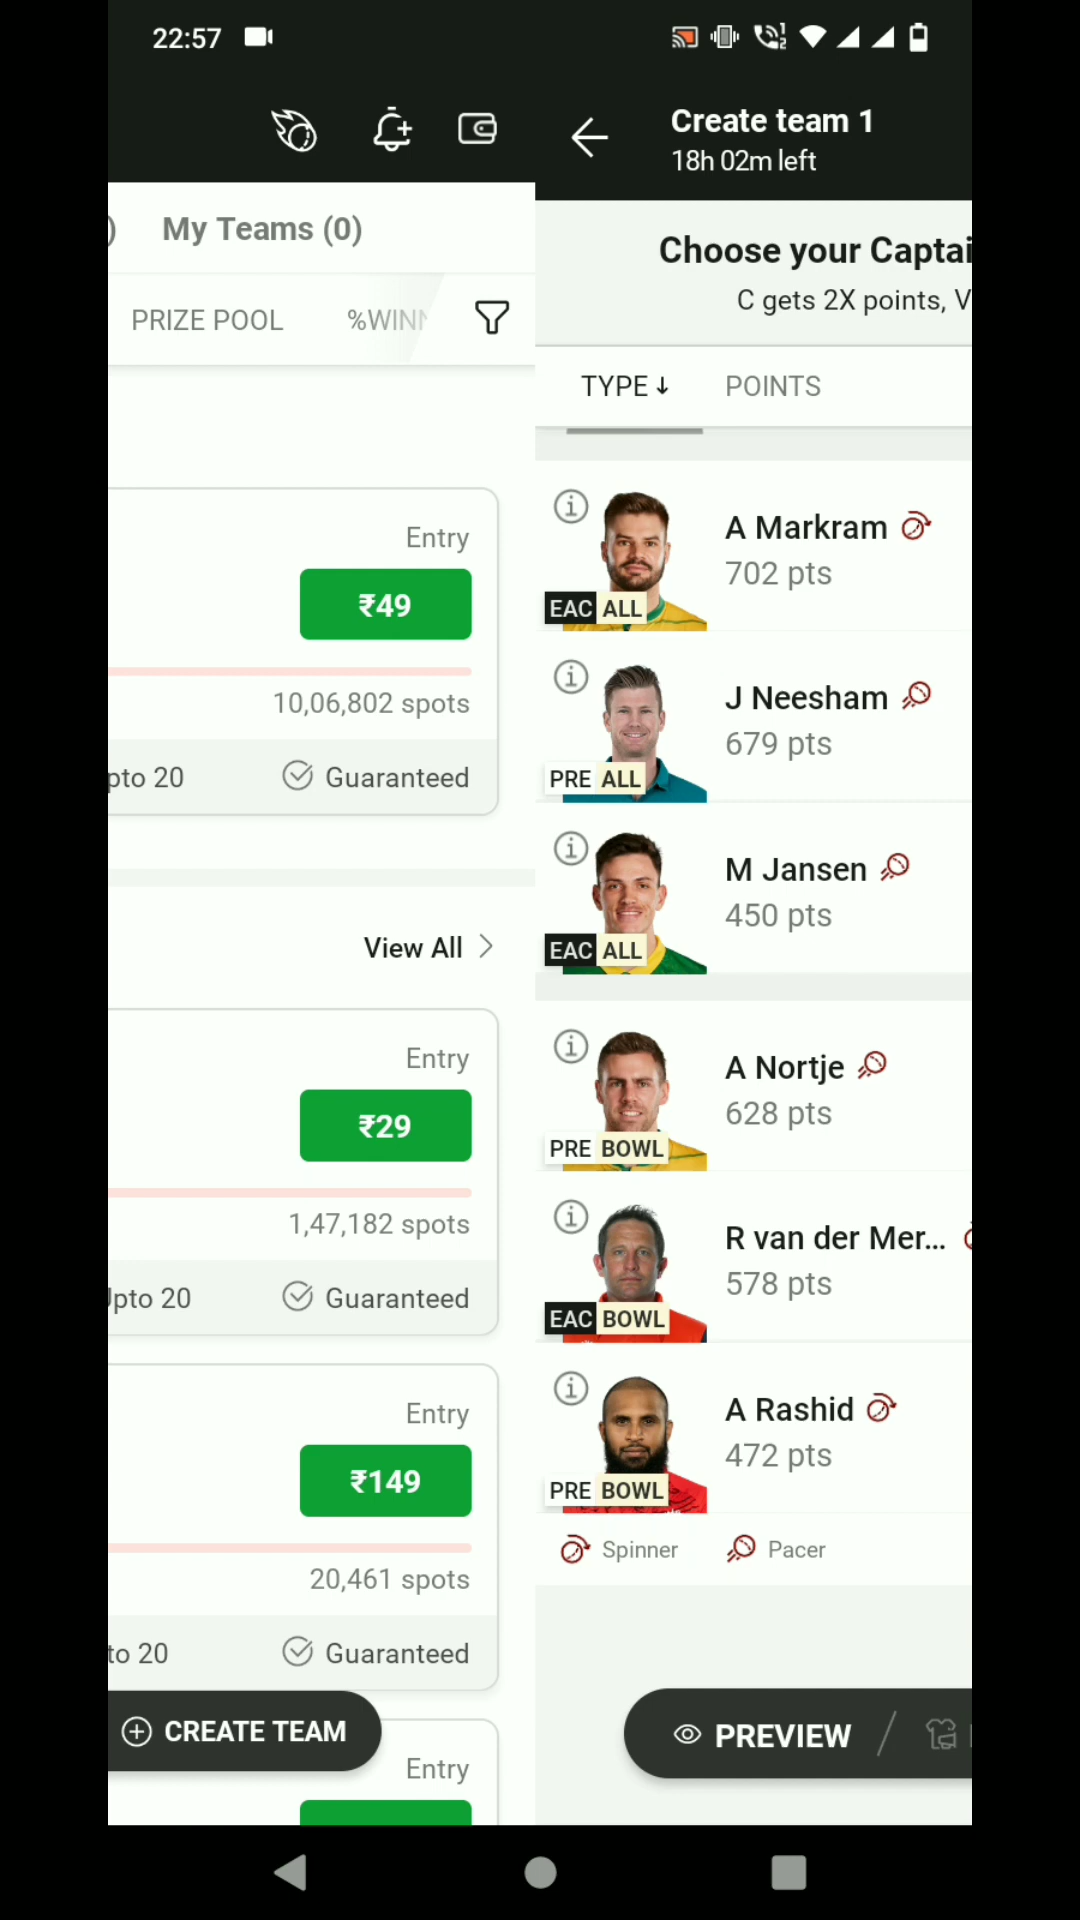 22:57
Create team 1
18h 02m left
My Teams (0)
PRIZE POOL
%WINN
Choose your Captai
C gets 2X points, V
TYPE ↓
POINTS
Entry
₹49
10,06,802 spots
pto 20
Guaranteed
View All
Entry
₹29
1,47,182 spots
Upto 20
Guaranteed
Entry
₹149
20,461 spots
to 20
Guaranteed
CREATE TEAM
Entry
A Markram
702 pts
EAC ALL
J Neesham
679 pts
PRE ALL
M Jansen
450 pts
EAC ALL
A Nortje
628 pts
PRE BOWL
R van der Mer...
578 pts
EAC BOWL
A Rashid
472 pts
PRE BOWL
Spinner
Pacer
PREVIEW /